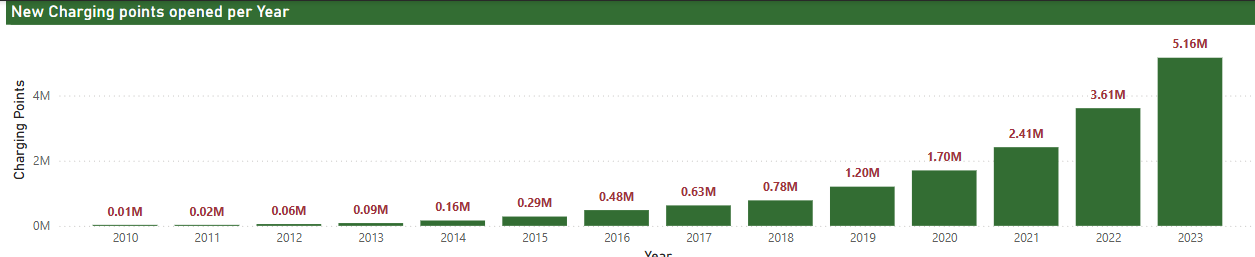 New Charging points opened per Year
Charging Points
4M
2M
0M
0.01M
0.02M
0.06M
0.09M
0.16M
0.29M
0.48M
0.63M
0.78M
1.20M
1.70M
2.41M
3.61M
5.16M
2010
2011
2012
2013
2014
2015
2016
2017
2018
2019
2020
2021
2022
2023
Year